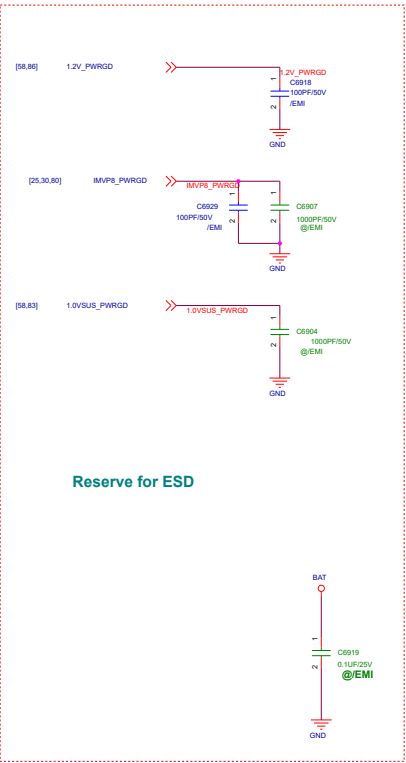 [58,86] 1.2V_PWRGD
1.2V_PWRGD
1
C6918
100PF/50V
/EMI
2
GND
[25,30,80] IMVP8_PWRGD
IMVP8_PWRGD
1
1
C6929
C6907
100PF/50V
2
2
1000PF/50V
/EMI
@/EMI
GND
[58,83] 1.0VSUS_PWRGD
1.0VSUS_PWRGD
1
C6904
2
1000PF/50V
@/EMI
GND
Reserve for ESD
BAT
1
C6919
2
0.1UF/25V
@/EMI
GND